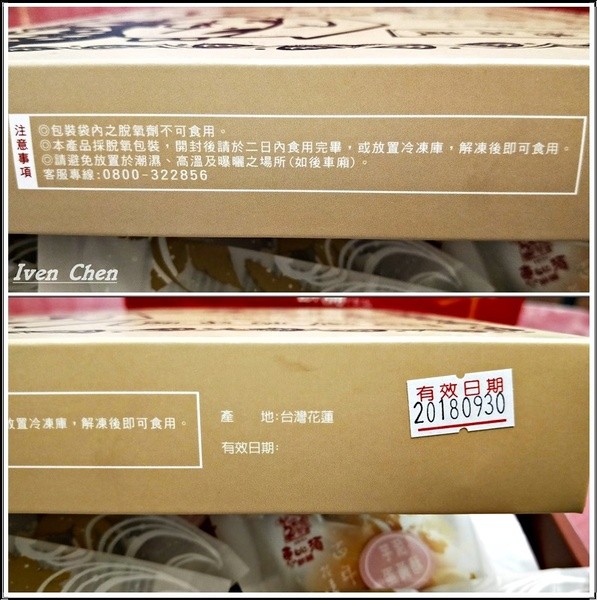 注意事項
◎包裝袋內之脫氧劑不可食用。
◎本產品採脫氧包裝，開封後請於二日內食用完畢，或放置冷凍庫，解凍後即可食用。
◎請避免放置於潮濕、高溫及曝曬之場所(如後車廂)。
客服專線:0800-322856
Iven Chen
放置冷凍庫，解凍後即可食用。
產 地:台灣花蓮
有效日期:
有效日期
20180930